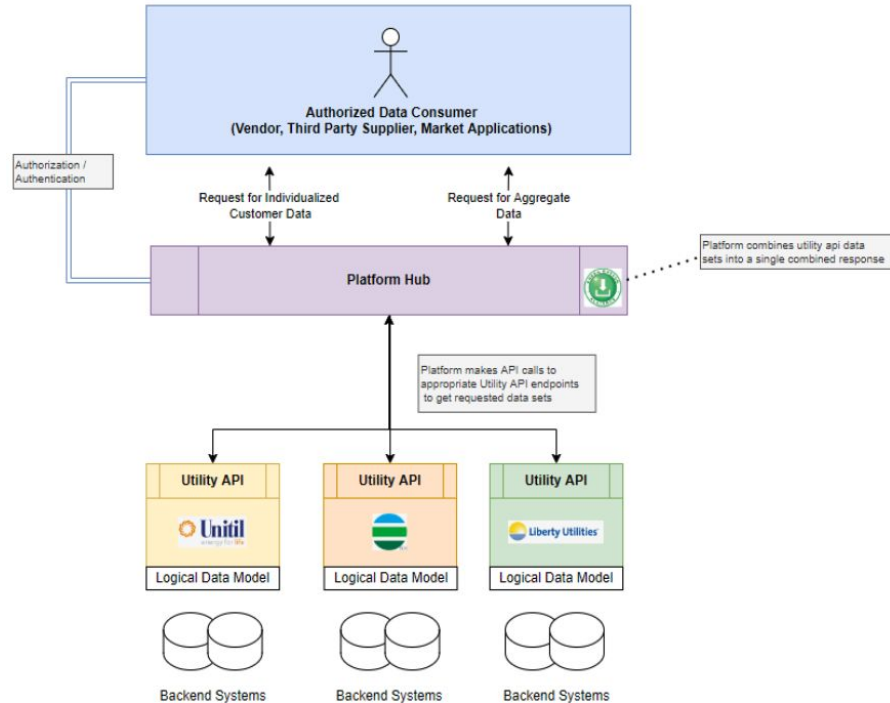 Authorized Data Consumer
(Vendor, Third Party Supplier, Market Applications)
Authorization /
Authentication
Request for Individualized
Customer Data
Request for Aggregate
Data
Platform combines utility api data
sets into a single combined response
Platform Hub
Platform makes API calls to
appropriate Utility API endpoints
to get requested data sets
Utility API
Utility API
Utility API
Unitil
energy for life
Liberty Utilities
Logical Data Model
Logical Data Model
Logical Data Model
Backend Systems
Backend Systems
Backend Systems